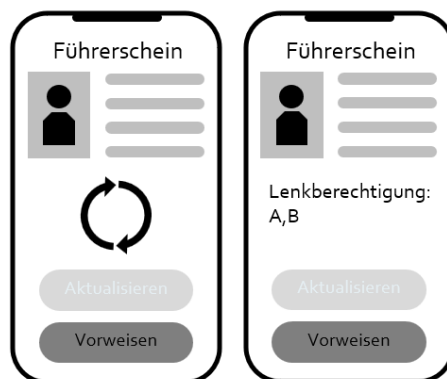 Führerschein
Aktualisieren
Vorweisen
Führerschein
Lenkberechtigung:
A,B
Aktualisieren
Vorweisen